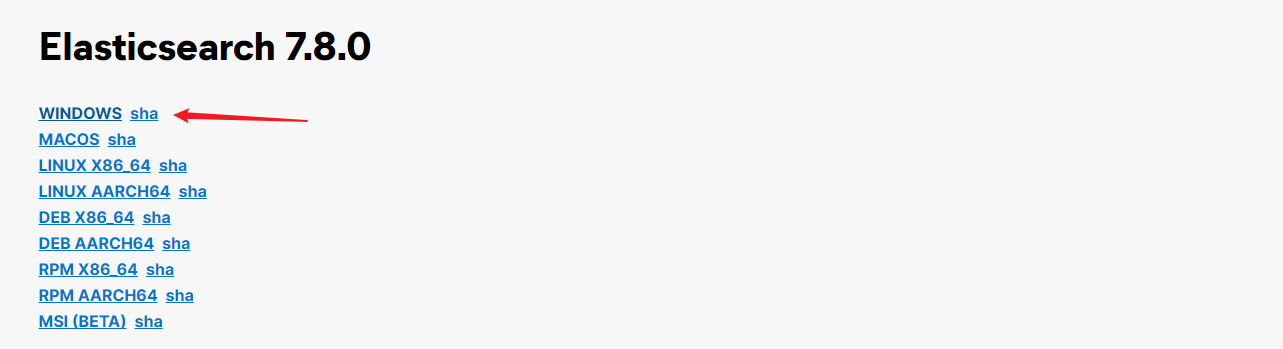 Elasticsearch 7.8.0
WINDOWS sha
MACOS sha
LINUX X86_64 sha
LINUX AARCH64 sha
DEB X86_64 sha
DEB AARCH64 sha
RPM X86_64 sha
RPM AARCH64 sha
MSI (BETA) sha